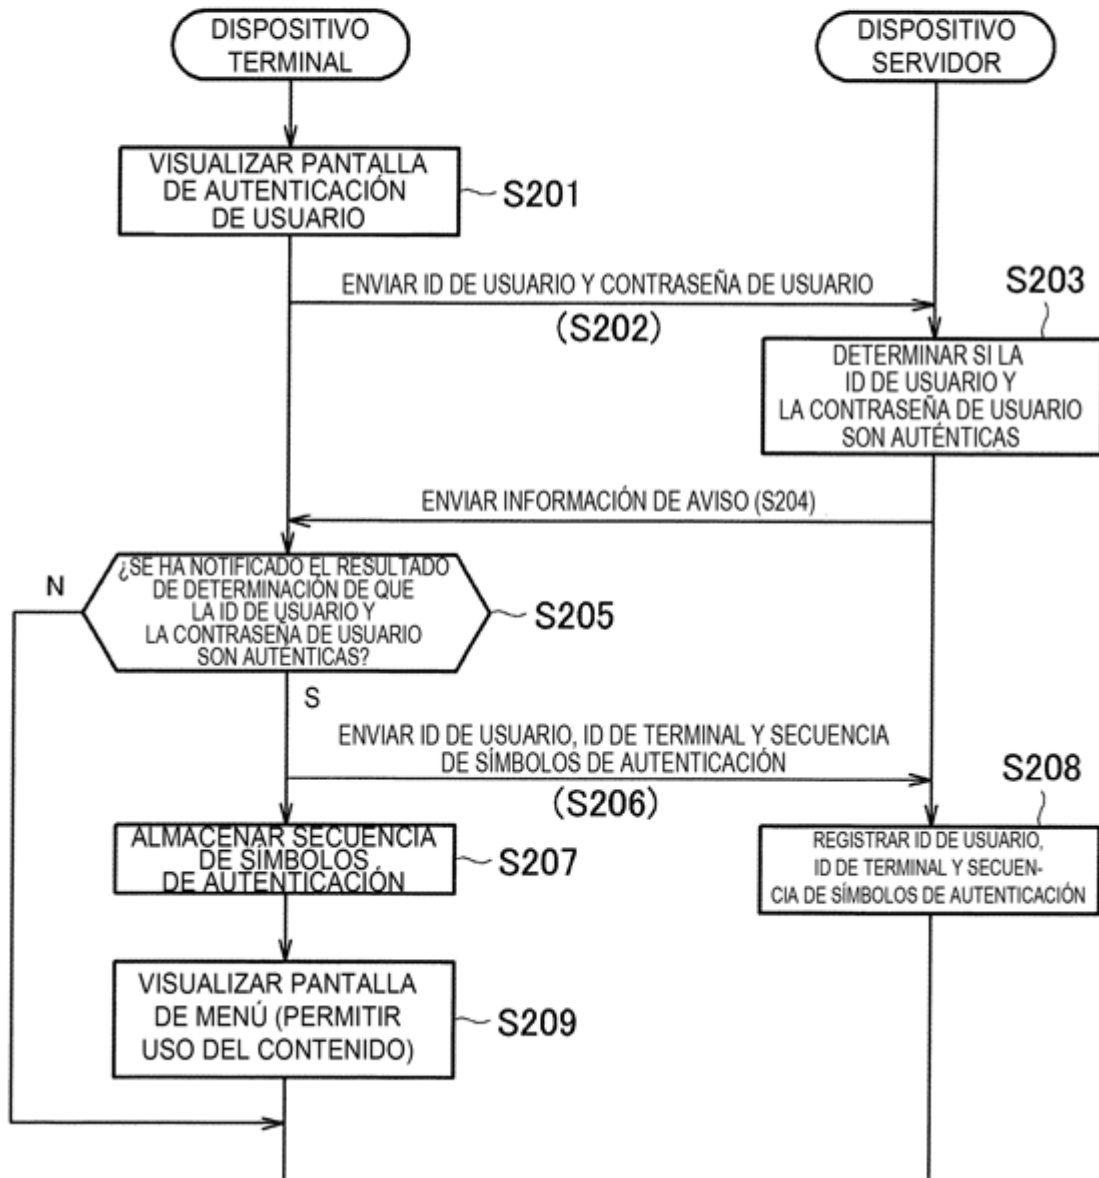 DISPOSITIVO
TERMINAL
DISPOSITIVO
SERVIDOR
VISUALIZAR PANTALLA
DE AUTENTICACIÓN
DE USUARIO
S201
ENVIAR ID DE USUARIO Y CONTRASEÑA DE USUARIO
(S202)
S203
DETERMINAR SI LA
ID DE USUARIO Y
LA CONTRASEÑA DE USUARIO
SON AUTÉNTICAS
ENVIAR INFORMACIÓN DE AVISO (S204)
N
¿SE HA NOTIFICADO EL RESULTADO
DE DETERMINACIÓN DE QUE
LA ID DE USUARIO Y
LA CONTRASEÑA DE USUARIO
SON AUTÉNTICAS?
S205
S
ENVIAR ID DE USUARIO, ID DE TERMINAL Y SECUENCIA
DE SÍMBOLOS DE AUTENTICACIÓN
(S206)
S208
ALMACENAR SECUENCIA
DE SÍMBOLOS
DE AUTENTICACIÓN
S207
REGISTRAR ID DE USUARIO,
ID DE TERMINAL Y SECUEN-
CIA DE SÍMBOLOS DE AUTENTICACIÓN
VISUALIZAR PANTALLA
DE MENÚ (PERMITIR
USO DEL CONTENIDO)
S209